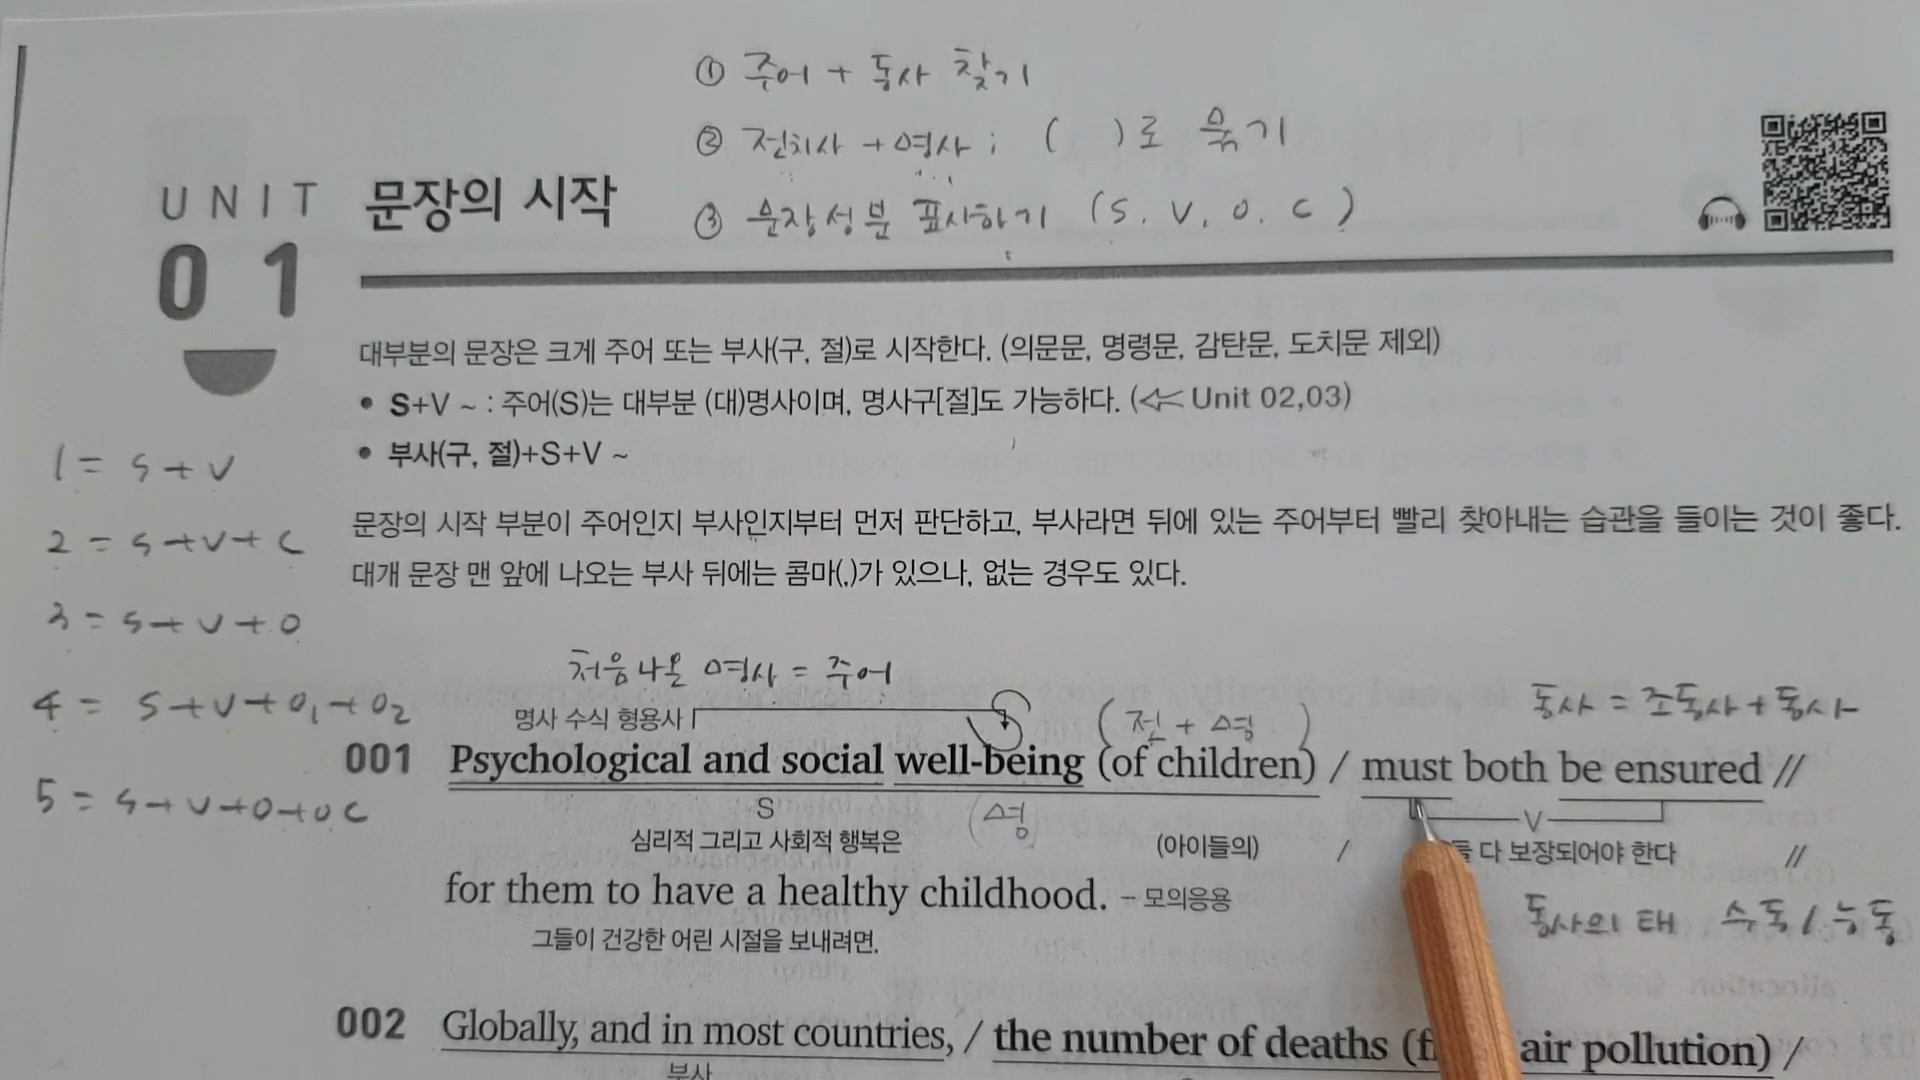 ① 주어 + 동사 찾기
② 전치사 + 명사 ; ( )로 묶기
③ 문장성분 표시하기 (S. V. O. C)
UNIT 01 문장의 시작
대부분의 문장은 크게 주어 또는 부사(구, 절)로 시작한다. (의문문, 명령문, 감탄문, 도치문 제외)
• S+V ~ : 주어(S)는 대부분 (대)명사이며, 명사구[절]도 가능하다. (≪ Unit 02,03)
• 부사(구, 절)+S+V ~
1 = S+V
2 = S+V+C
3 = S+V+O
4 = S+V+O₁+O₂
5 = S+V+O+OC
문장의 시작 부분이 주어인지 부사인지부터 먼저 판단하고, 부사라면 뒤에 있는 주어부터 빨리 찾아내는 습관을 들이는 것이 좋다.
대개 문장 맨 앞에 나오는 부사 뒤에는 콤마(,)가 있으나, 없는 경우도 있다.
처음나온 명사 = 주어
동사 = 조동사+동사
명사 수식 형용사 (전 + 명)
001 Psychological and social well-being (of children) / must both be ensured //
S (명) V
심리적 그리고 사회적 행복은 (아이들의) / 다 보장되어야 한다 //
for them to have a healthy childhood. – 모의응용
동사의 태 수동/능동
그들이 건강한 어린 시절을 보내려면.
002 Globally, and in most countries, / the number of deaths ( air pollution) /
부사